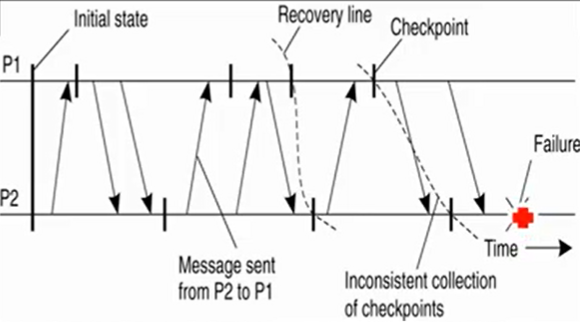 Initial state
Recovery line
Checkpoint
P1
Failure
P2
Time
Message sent
from P2 to P1
Inconsistent collection
of checkpoints